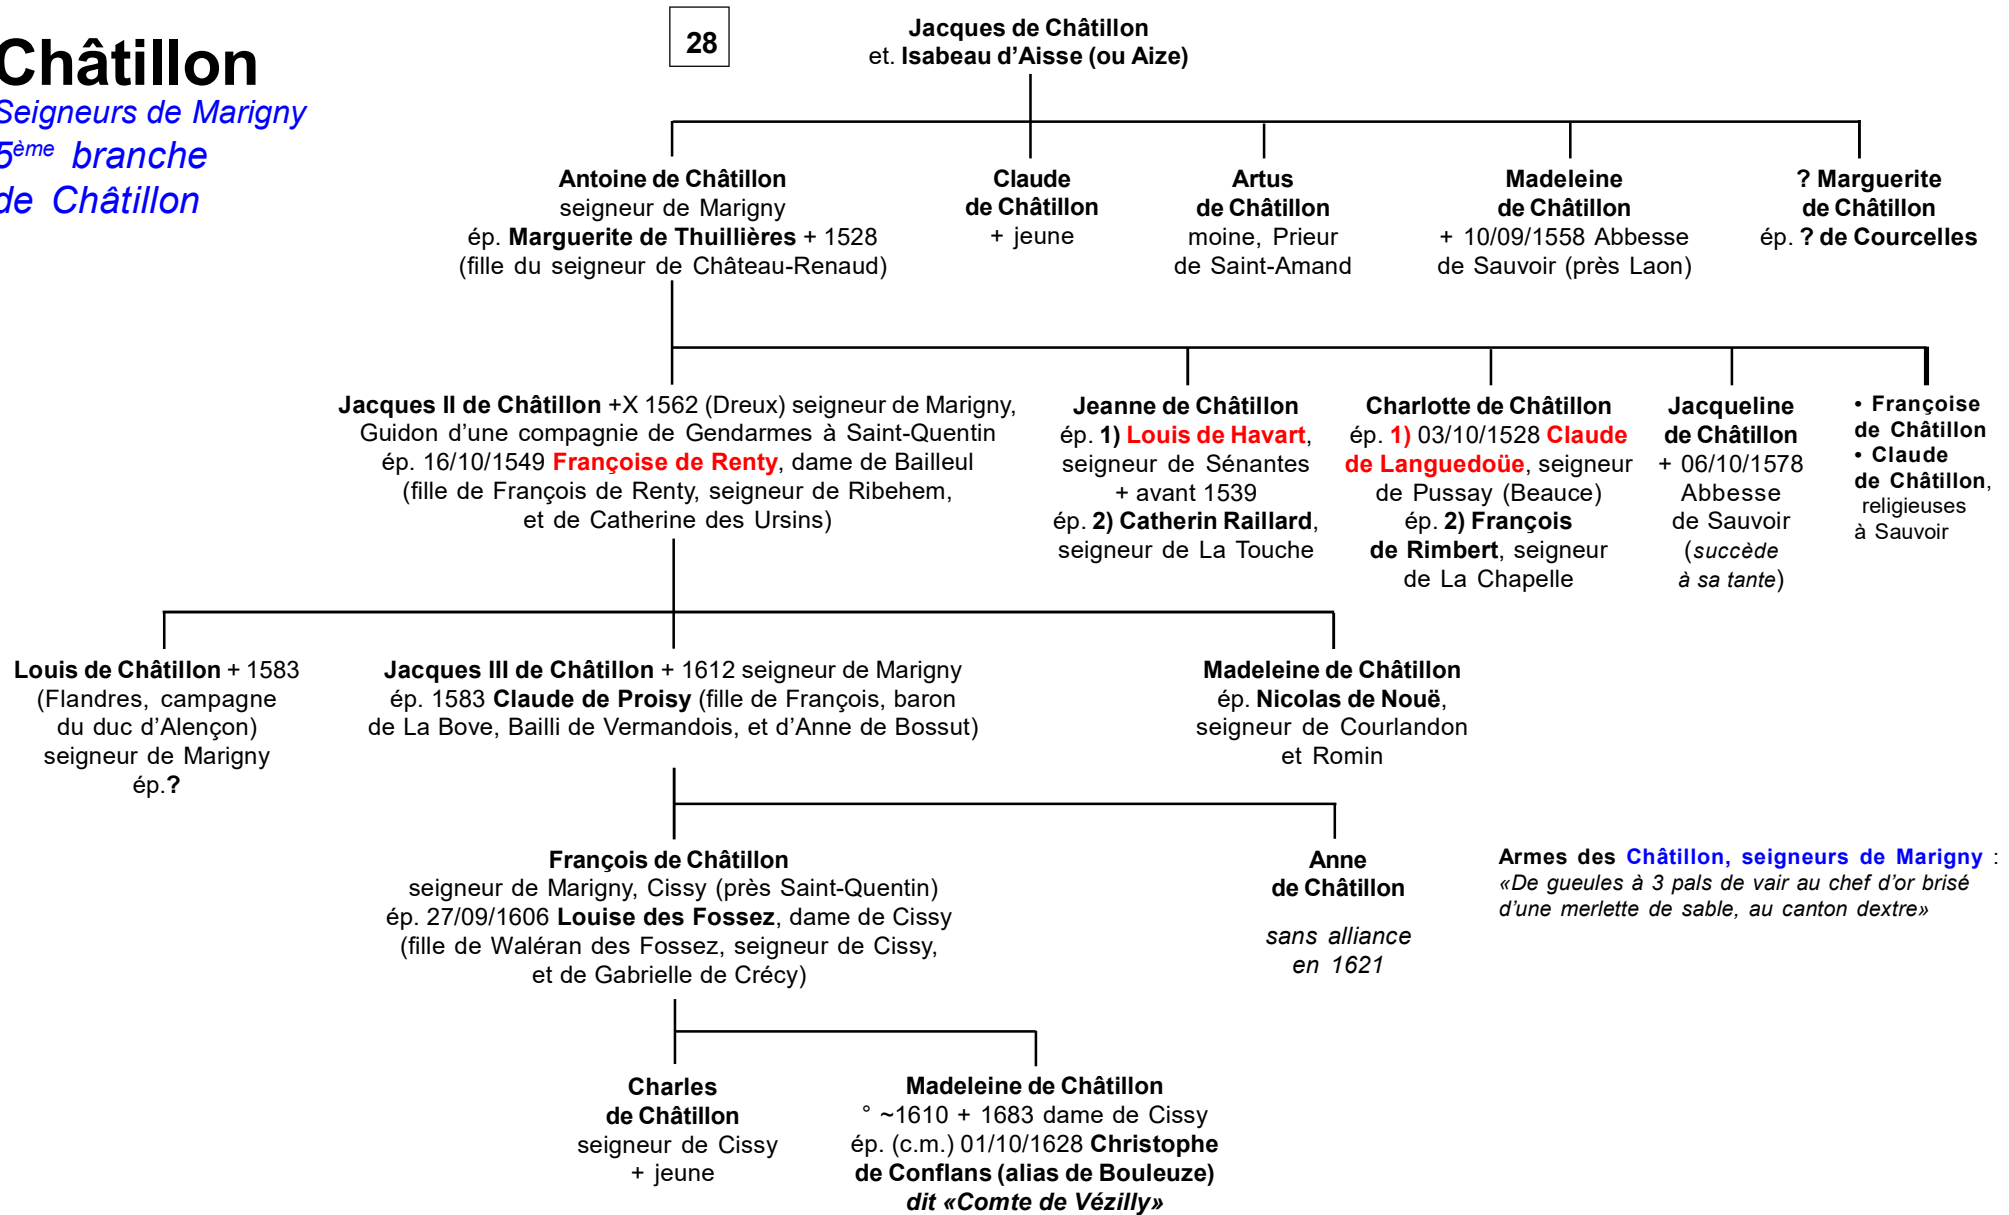 Châtillon
Seigneurs de Marigny
5ème branche
de Châtillon
28
Jacques de Châtillon
et. Isabeau d’Aisse (ou Aize)
Antoine de Châtillon
seigneur de Marigny
ép. Marguerite de Thuillières + 1528
(fille du seigneur de Château-Renaud)
Claude
de Châtillon
+ jeune
Artus
de Châtillon
moine, Prieur
de Saint-Amand
Madeleine
de Châtillon
+ 10/09/1558 Abbesse
de Sauvoir (près Laon)
? Marguerite
de Châtillon
ép. ? de Courcelles
Jacques II de Châtillon +X 1562 (Dreux) seigneur de Marigny,
Guidon d’une compagnie de Gendarmes à Saint-Quentin
ép. 16/10/1549 Françoise de Renty, dame de Bailleul
(fille de François de Renty, seigneur de Ribehem,
et de Catherine des Ursins)
Jeanne de Châtillon
ép. 1) Louis de Havart,
seigneur de Sénantes
+ avant 1539
ép. 2) Catherin Raillard,
seigneur de La Touche
Charlotte de Châtillon
ép. 1) 03/10/1528 Claude
de Languedoüe, seigneur
de Pussay (Beauce)
ép. 2) François
de Rimbert, seigneur
de La Chapelle
Jacqueline
de Châtillon
+ 06/10/1578
Abbesse
de Sauvoir
(succède
à sa tante)
• Françoise
de Châtillon
• Claude
de Châtillon,
religieuses
à Sauvoir
Louis de Châtillon + 1583
(Flandres, campagne
du duc d’Alençon)
seigneur de Marigny
ép.?
Jacques III de Châtillon + 1612 seigneur de Marigny
ép. 1583 Claude de Proisy (fille de François, baron
de La Bove, Bailli de Vermandois, et d’Anne de Bossut)
Madeleine de Châtillon
ép. Nicolas de Nouë,
seigneur de Courlandon
et Romin
François de Châtillon
seigneur de Marigny, Cissy (près Saint-Quentin)
ép. 27/09/1606 Louise des Fossez, dame de Cissy
(fille de Waléran des Fossez, seigneur de Cissy,
et de Gabrielle de Crécy)
Anne
de Châtillon
sans alliance
en 1621
Armes des Châtillon, seigneurs de Marigny :
«De gueules à 3 pals de vair au chef d’or brisé
d’une merlette de sable, au canton dextre»
Charles
de Châtillon
seigneur de Cissy
+ jeune
Madeleine de Châtillon
° ~1610 + 1683 dame de Cissy
ép. (c.m.) 01/10/1628 Christophe
de Conflans (alias de Bouleuze)
dit «Comte de Vézilly»